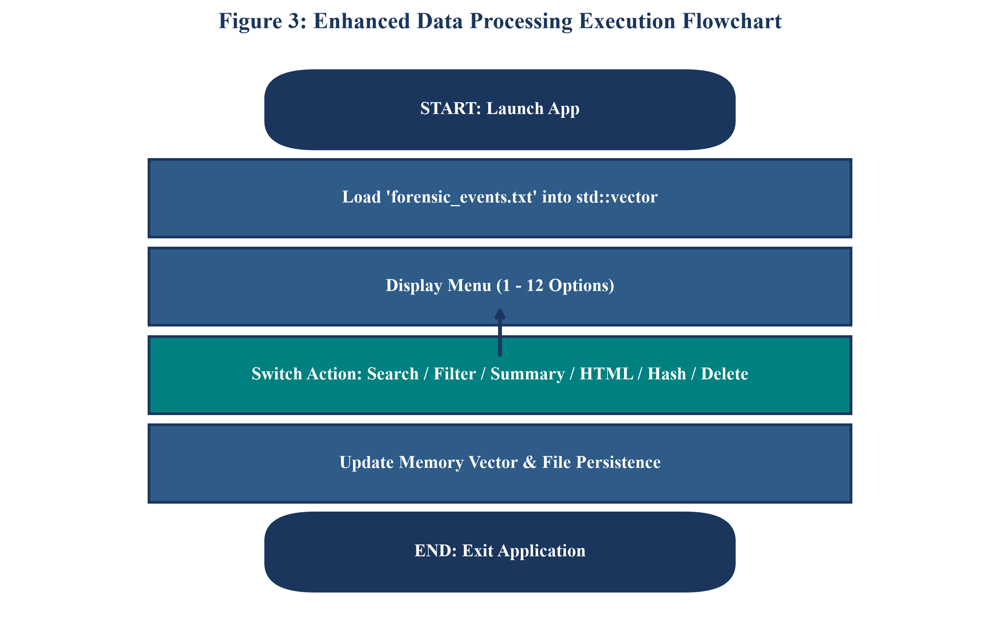 Figure 3: Enhanced Data Processing Execution Flowchart
START: Launch App
Load 'forensic_events.txt' into std::vector
Display Menu (1 - 12 Options)
Switch Action: Search / Filter / Summary / HTML / Hash / Delete
Update Memory Vector & File Persistence
END: Exit Application